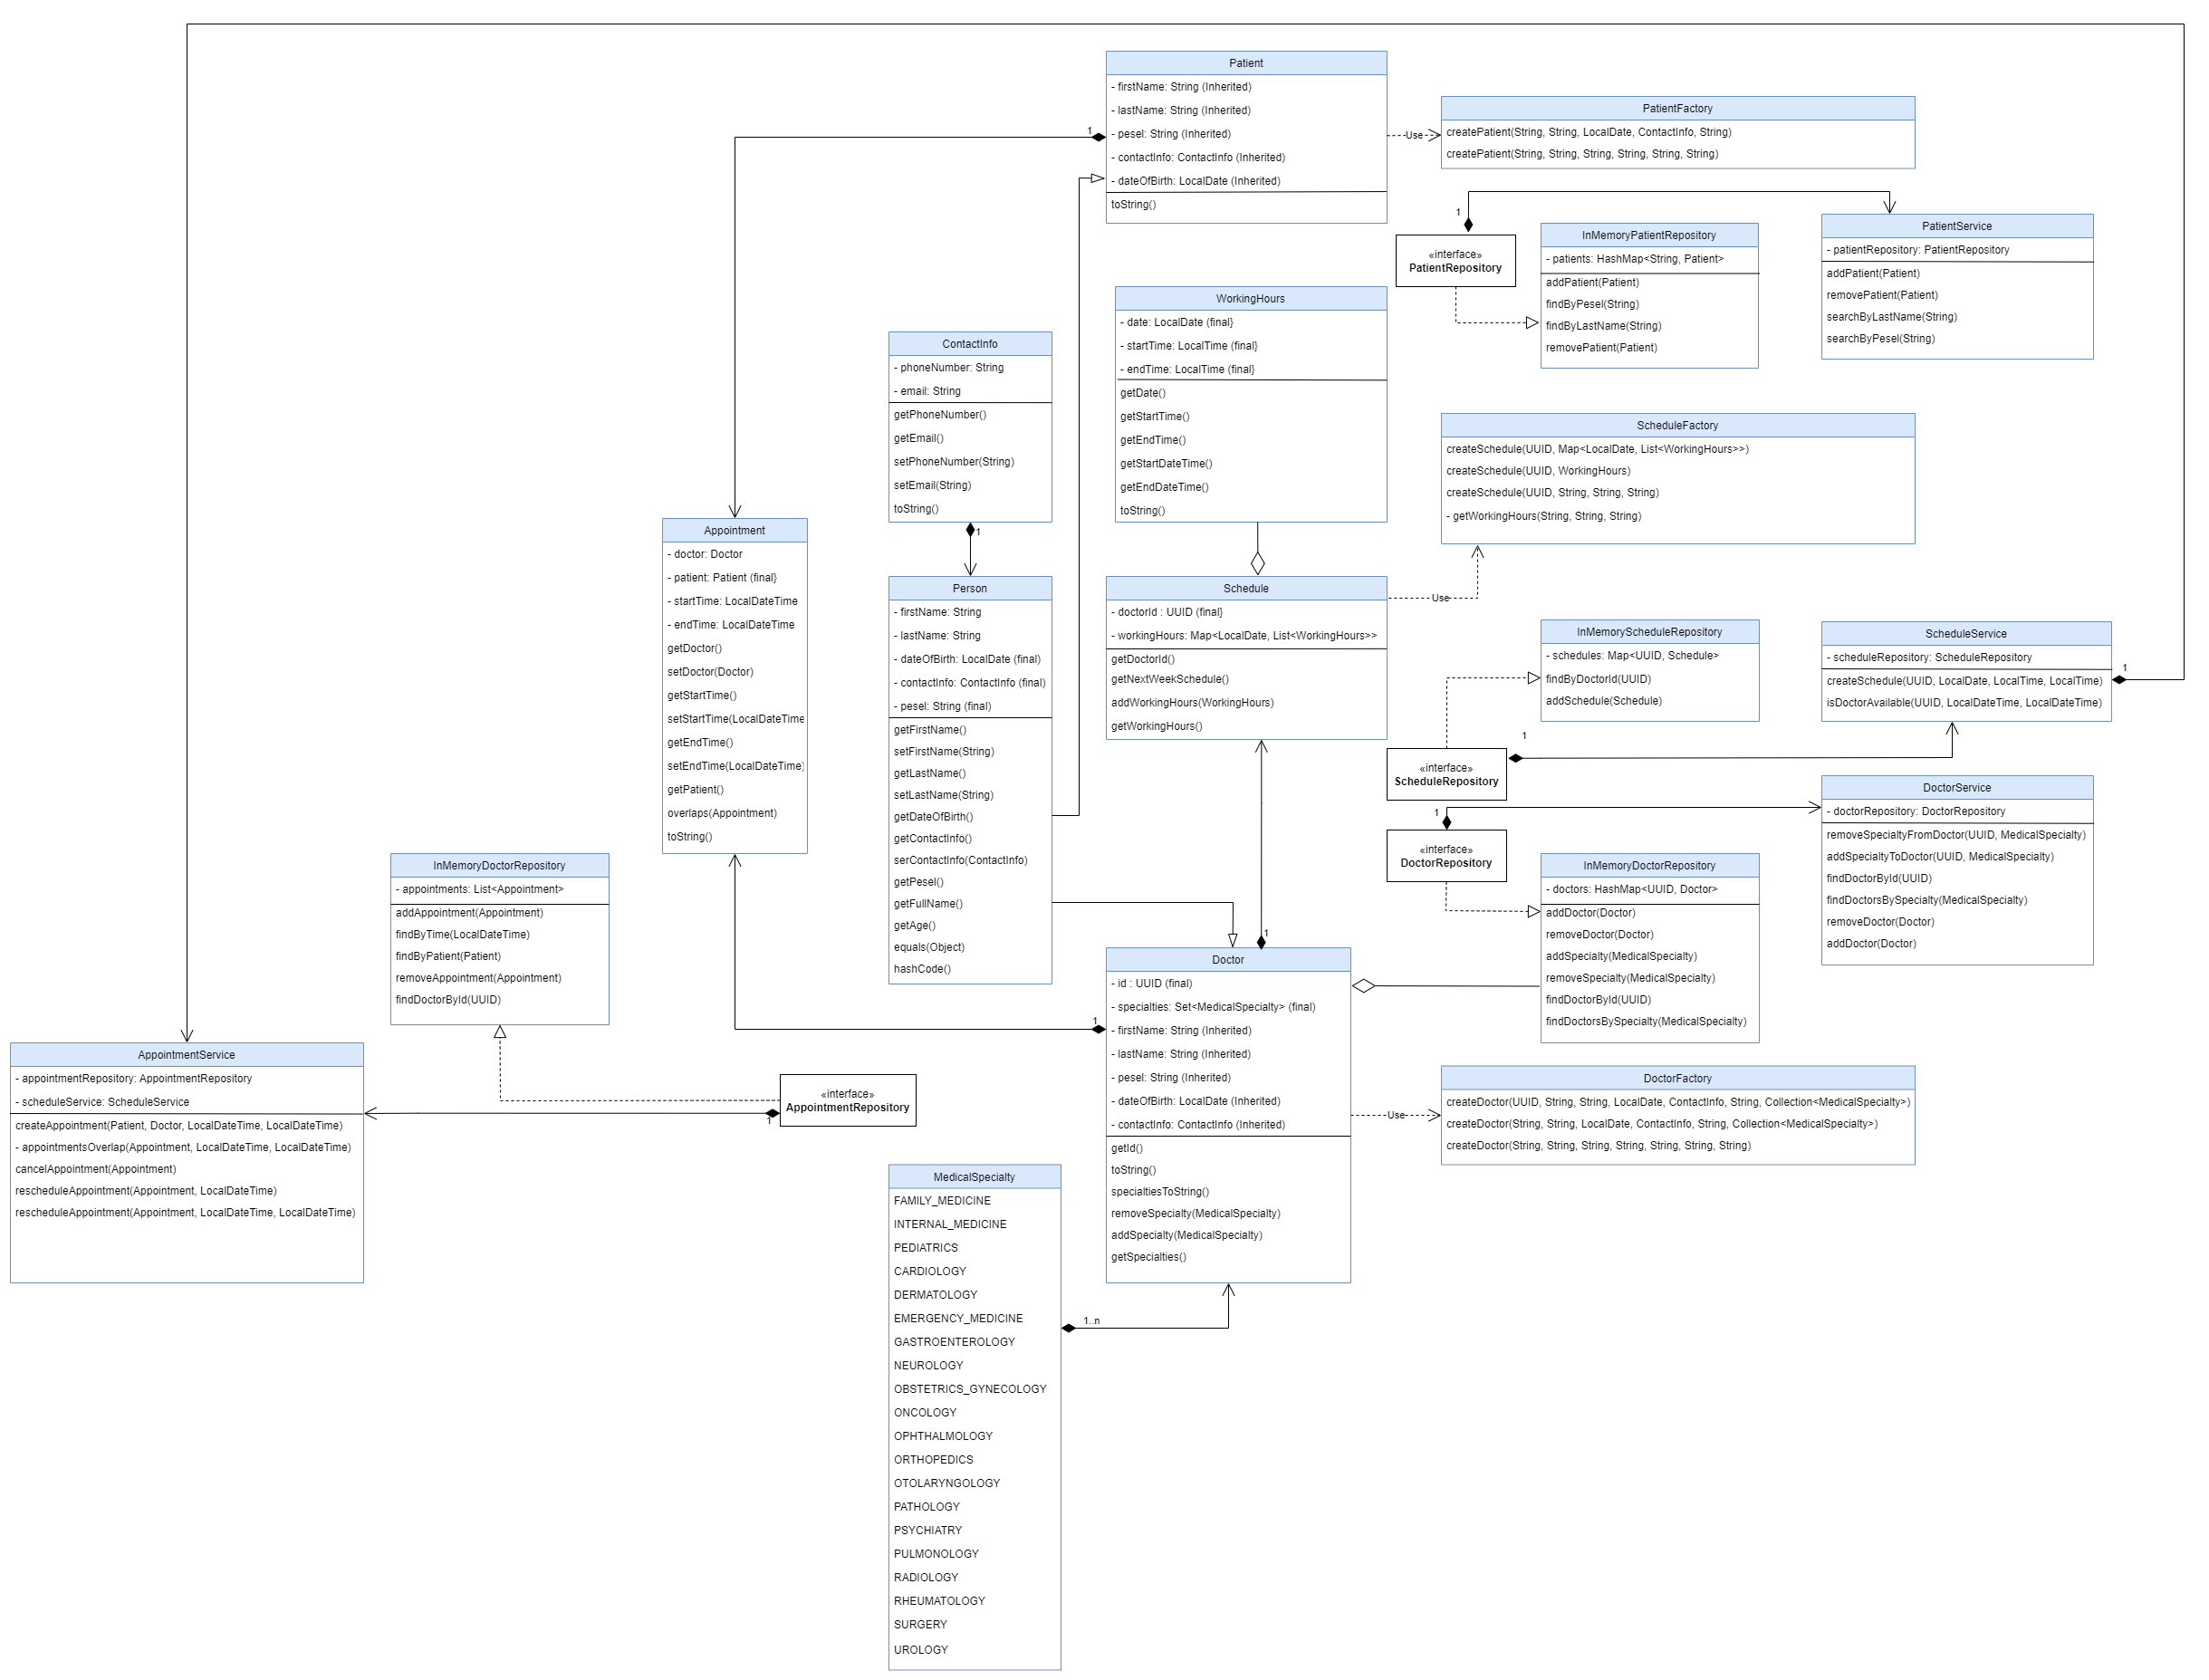 Patient
- firstName: String (Inherited)
- lastName: String (Inherited)
- pesel: String (Inherited)
- contactInfo: ContactInfo (Inherited)
- dateOfBirth: LocalDate (Inherited)
toString()
1
Use
PatientFactory
createPatient(String, String, LocalDate, ContactInfo, String)
createPatient(String, String, String, String, String, String)
1
«interface»
PatientRepository
InMemoryPatientRepository
- patients: HashMap<String, Patient>
addPatient(Patient)
findByPesel(String)
findByLastName(String)
removePatient(Patient)
PatientService
- patientRepository: PatientRepository
addPatient(Patient)
removePatient(Patient)
searchByLastName(String)
searchByPesel(String)
WorkingHours
- date: LocalDate (final}
- startTime: LocalTime (final}
- endTime: LocalTime (final}
getDate()
getStartTime()
getEndTime()
getStartDateTime()
getEndDateTime()
toString()
ContactInfo
- phoneNumber: String
- email: String
getPhoneNumber()
getEmail()
setPhoneNumber(String)
setEmail(String)
toString()
1
ScheduleFactory
createSchedule(UUID, Map<LocalDate, List<WorkingHours>>)
createSchedule(UUID, WorkingHours)
createSchedule(UUID, String, String, String)
- getWorkingHours(String, String, String)
Appointment
- doctor: Doctor
- patient: Patient (final}
- startTime: LocalDateTime
- endTime: LocalDateTime
getDoctor()
setDoctor(Doctor)
getStartTime()
setStartTime(LocalDateTime
getEndTime()
setEndTime(LocalDateTime)
getPatient()
overlaps(Appointment)
toString()
Person
- firstName: String
- lastName: String
- dateOfBirth: LocalDate (final)
- contactInfo: ContactInfo (final)
- pesel: String (final)
getFirstName()
setFirstName(String)
getLastName()
setLastName(String)
getDateOfBirth()
getContactInfo()
serContactInfo(ContactInfo)
getPesel()
getFullName()
getAge()
equals(Object)
hashCode()
Schedule
- doctorId : UUID (final}
- workingHours: Map<LocalDate, List<WorkingHours>>
getDoctorId()
getNextWeekSchedule()
addWorkingHours(WorkingHours)
getWorkingHours()
Use
InMemoryScheduleRepository
- schedules: Map<UUID, Schedule>
findByDoctorId(UUID)
addSchedule(Schedule)
ScheduleService
- scheduleRepository: ScheduleRepository
createSchedule(UUID, LocalDate, LocalTime, LocalTime)
isDoctorAvailable(UUID, LocalDateTime, LocalDateTime)
1
1
«interface»
ScheduleRepository
1
«interface»
DoctorRepository
DoctorService
- doctorRepository: DoctorRepository
removeSpecialtyFromDoctor(UUID, MedicalSpecialty)
addSpecialtyToDoctor(UUID, MedicalSpecialty)
findDoctorById(UUID)
findDoctorsBySpecialty(MedicalSpecialty)
removeDoctor(Doctor)
addDoctor(Doctor)
InMemoryDoctorRepository
- doctors: HashMap<UUID, Doctor>
addDoctor(Doctor)
removeDoctor(Doctor)
addSpecialty(MedicalSpecialty)
removeSpecialty(MedicalSpecialty)
findDoctorById(UUID)
findDoctorsBySpecialty(MedicalSpecialty)
InMemoryDoctorRepository
- appointments: List<Appointment>
addAppointment(Appointment)
findByTime(LocalDateTime)
findByPatient(Patient)
removeAppointment(Appointment)
findDoctorById(UUID)
1
1
Doctor
- id : UUID (final)
- specialties: Set<MedicalSpecialty> (final)
- firstName: String (Inherited)
- lastName: String (Inherited)
- pesel: String (Inherited)
- dateOfBirth: LocalDate (Inherited)
- contactInfo: ContactInfo (Inherited)
getId()
toString()
specialtiesToString()
removeSpecialty(MedicalSpecialty)
addSpecialty(MedicalSpecialty)
getSpecialties()
Use
DoctorFactory
createDoctor(UUID, String, String, LocalDate, ContactInfo, String, Collection<MedicalSpecialty>)
createDoctor(String, String, LocalDate, ContactInfo, String, Collection<MedicalSpecialty>)
createDoctor(String, String, String, String, String, String, String)
AppointmentService
- appointmentRepository: AppointmentRepository
- scheduleService: ScheduleService
createAppointment(Patient, Doctor, LocalDateTime, LocalDateTime)
- appointmentsOverlap(Appointment, LocalDateTime, LocalDateTime)
cancelAppointment(Appointment)
rescheduleAppointment(Appointment, LocalDateTime)
rescheduleAppointment(Appointment, LocalDateTime, LocalDateTime)
1
«interface»
AppointmentRepository
MedicalSpecialty
FAMILY_MEDICINE
INTERNAL_MEDICINE
PEDIATRICS
CARDIOLOGY
DERMATOLOGY
EMERGENCY_MEDICINE
GASTROENTEROLOGY
NEUROLOGY
OBSTETRICS_GYNECOLOGY
ONCOLOGY
OPHTHALMOLOGY
ORTHOPEDICS
OTOLARYNGOLOGY
PATHOLOGY
PSYCHIATRY
PULMONOLOGY
RADIOLOGY
RHEUMATOLOGY
SURGERY
UROLOGY
1..n